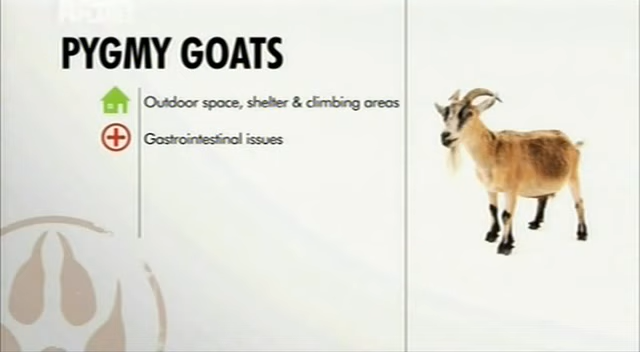 PYGMY GOATS
Outdoor space, shelter & climbing areas
Gastrointestinal issues